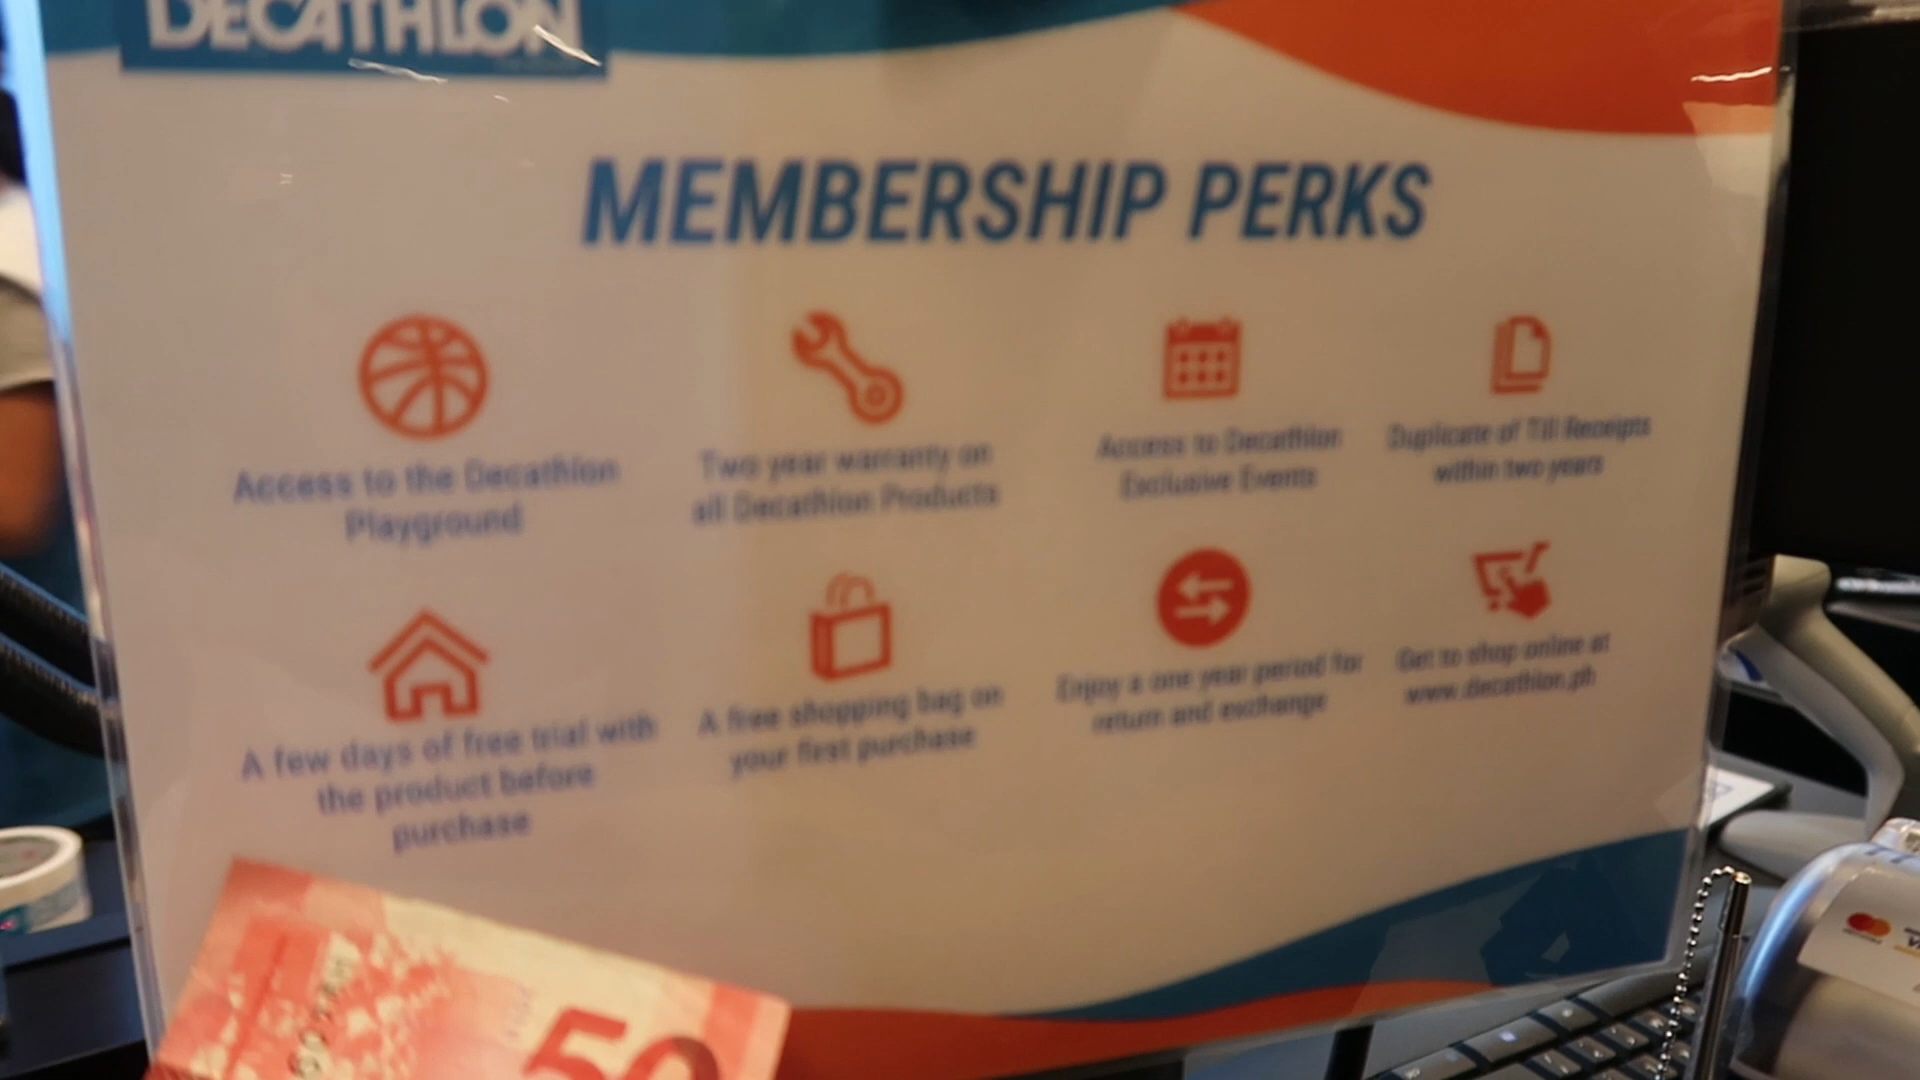 DECATHLON
MEMBERSHIP PERKS
Access to the Decathlon
Playground
Two year warranty on
all Decathlon Products
Access to Decathlon
Exclusive Events
Duplicate of Till Receipts
within two years
A few days of free trial with
the product before
purchase
A free shopping bag on
your first purchase
Enjoy a one year period for
return and exchange
Get to shop online at
www.decathlon.ph
50